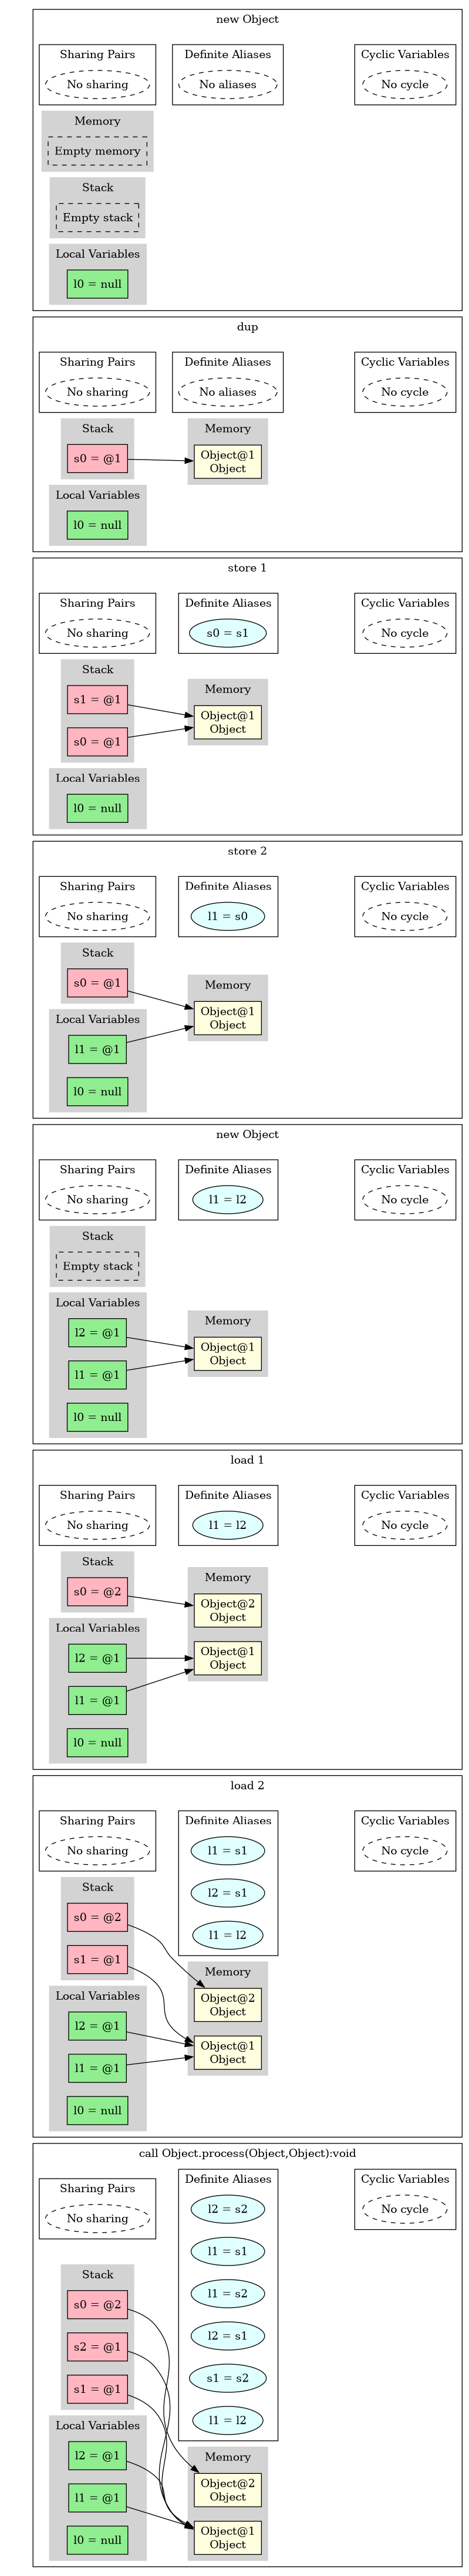 new Object
Sharing Pairs
No sharing
Definite Aliases
No aliases
Cyclic Variables
No cycle
Memory
Empty memory
Stack
Empty stack
Local Variables
l0 = null
dup
Sharing Pairs
No sharing
Definite Aliases
No aliases
Cyclic Variables
No cycle
Stack
s0 = @1
Memory
Object@1
Object
Local Variables
l0 = null
store 1
Sharing Pairs
No sharing
Definite Aliases
s0 = s1
Cyclic Variables
No cycle
Stack
s1 = @1
s0 = @1
Memory
Object@1
Object
Local Variables
l0 = null
store 2
Sharing Pairs
No sharing
Definite Aliases
l1 = s0
Cyclic Variables
No cycle
Stack
s0 = @1
Memory
Object@1
Object
Local Variables
l1 = @1
l0 = null
new Object
Sharing Pairs
No sharing
Definite Aliases
l1 = l2
Cyclic Variables
No cycle
Stack
Empty stack
Local Variables
l2 = @1
l1 = @1
l0 = null
Memory
Object@1
Object
load 1
Sharing Pairs
No sharing
Definite Aliases
l1 = l2
Cyclic Variables
No cycle
Stack
s0 = @2
Memory
Object@2
Object
Object@1
Object
Local Variables
l2 = @1
l1 = @1
l0 = null
load 2
Sharing Pairs
No sharing
Definite Aliases
l1 = s1
l2 = s1
l1 = l2
Cyclic Variables
No cycle
Stack
s0 = @2
s1 = @1
Memory
Object@2
Object
Object@1
Object
Local Variables
l2 = @1
l1 = @1
l0 = null
call Object.process(Object,Object):void
Sharing Pairs
No sharing
Definite Aliases
l2 = s2
l1 = s1
l1 = s2
l2 = s1
s1 = s2
l1 = l2
Cyclic Variables
No cycle
Stack
s0 = @2
s2 = @1
s1 = @1
Local Variables
l2 = @1
l1 = @1
l0 = null
Memory
Object@2
Object
Object@1
Object